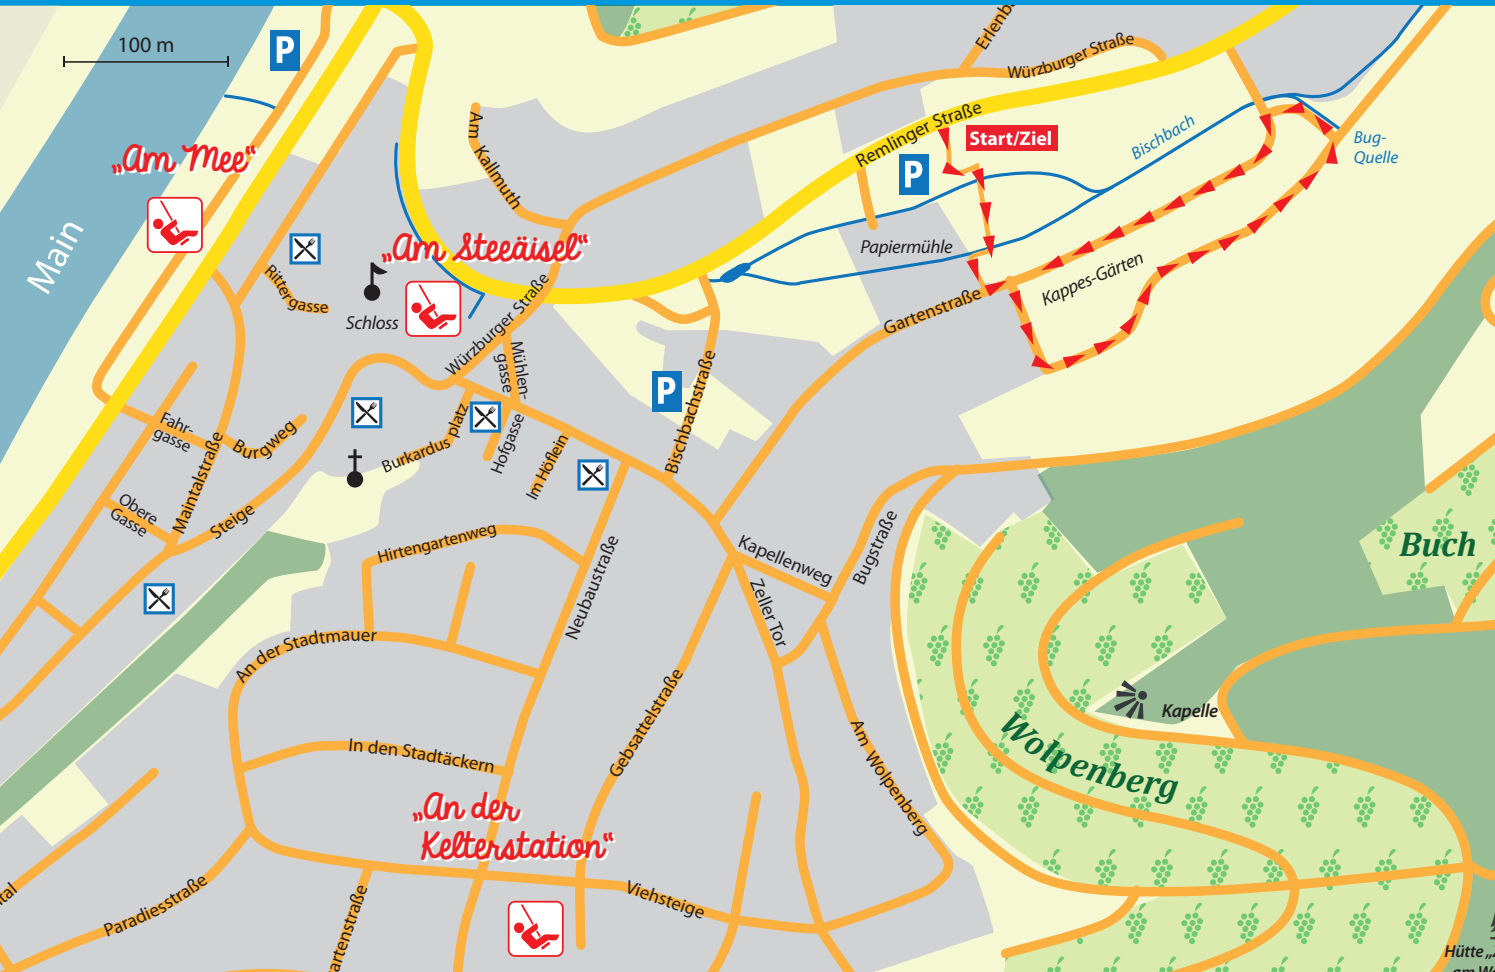 100 m
P
Erlenb
Würzburger Straße
„Am Mee“
Am
Kallmuth
Remlinger Straße
Start/Ziel
Bischbach
Bug-
Quelle
P
Main
„Am Steeäisel“
Papiermühle
Rittergasse
Schloss
Kappes-Gärten
Gartenstraße
Würzburger Straße
Mühlen-
gasse
P
Bischbachstraße
Fahr-
gasse
Burgweg
Maintalstraße
Burkardus
platz
Hofgasse
Im Höflein
Obere
Gasse
Steige
Hirtengartenweg
Neubaustraße
Kapellenweg
Bugstraße
Buch
Zeller Tor
An der Stadtmauer
Gebsattelstraße
Kapelle
Wolpenberg
In den Stadtäckern
Am Wolpenberg
„An der
Kelterstation“
Viehsteige
tal
Paradiesstraße
artenstraße
Hütte „
am W